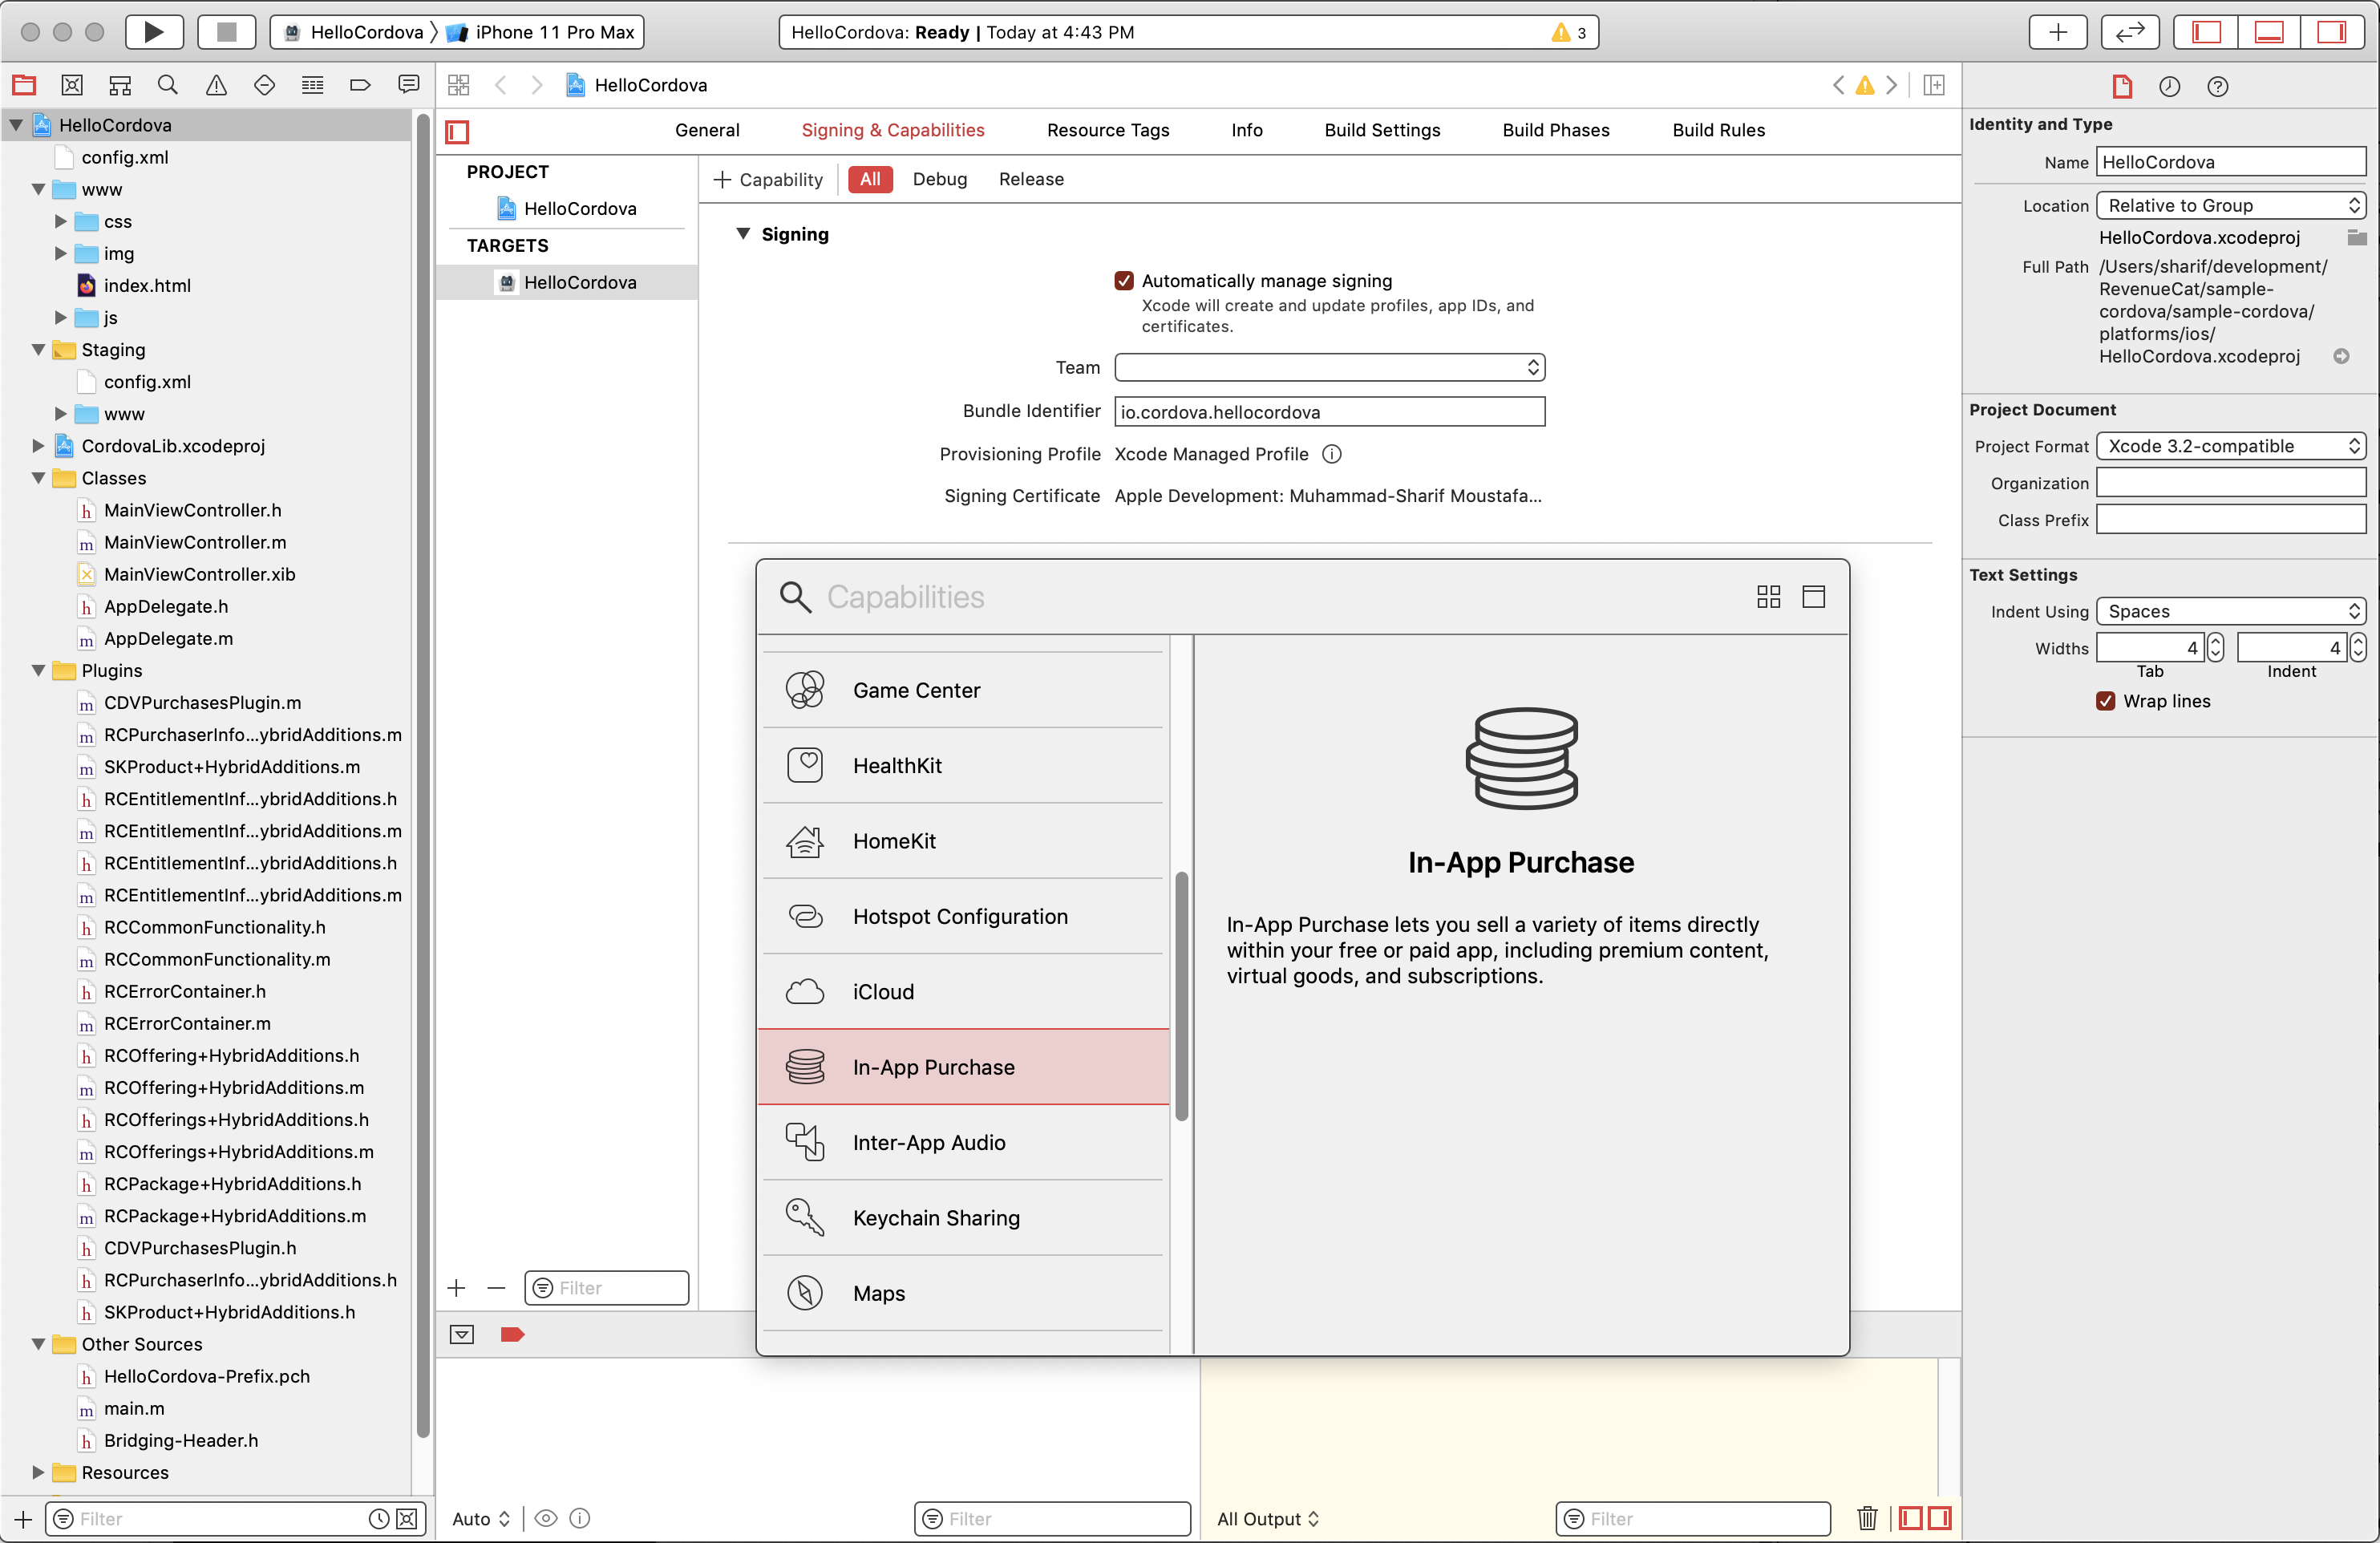 HelloCordova
iPhone 11 Pro Max
HelloCordova: Ready | Today at 4:43 PM
3
HelloCordova
config.xml
www
css
img
index.html
js
Staging
config.xml
www
CordovaLib.xcodeproj
Classes
MainViewController.h
MainViewController.m
MainViewController.xib
AppDelegate.h
AppDelegate.m
Plugins
CDVPurchasesPlugin.m
RCPurchaserInfo...ybridAdditions.m
SKProduct+HybridAdditions.m
RCEntitlementInf...ybridAdditions.h
RCEntitlementInf...ybridAdditions.m
RCEntitlementInf...ybridAdditions.h
RCEntitlementInf...ybridAdditions.m
RCCommonFunctionality.h
RCCommonFunctionality.m
RCErrorContainer.h
RCErrorContainer.m
RCOffering+HybridAdditions.h
RCOffering+HybridAdditions.m
RCOfferings+HybridAdditions.h
RCOfferings+HybridAdditions.m
RCPackage+HybridAdditions.h
RCPackage+HybridAdditions.m
CDVPurchasesPlugin.h
RCPurchaserInfo...ybridAdditions.h
SKProduct+HybridAdditions.h
Other Sources
HelloCordova-Prefix.pch
main.m
Bridging-Header.h
Resources
Filter
HelloCordova
General
Signing & Capabilities
Resource Tags
Info
Build Settings
Build Phases
Build Rules
PROJECT
HelloCordova
TARGETS
HelloCordova
Filter
+ Capability
All
Debug
Release
Signing
Automatically manage signing
Xcode will create and update profiles, app IDs, and
certificates.
Team
Bundle Identifier
io.cordova.hellocordova
Provisioning Profile
Xcode Managed Profile
Signing Certificate
Apple Development: Muhammad-Sharif Moustafa...
Capabilities
Game Center
HealthKit
HomeKit
Hotspot Configuration
iCloud
In-App Purchase
Inter-App Audio
Keychain Sharing
Maps
In-App Purchase
In-App Purchase lets you sell a variety of items directly
within your free or paid app, including premium content,
virtual goods, and subscriptions.
Auto
Filter
All Output
Filter
Identity and Type
Name
HelloCordova
Location
Relative to Group
HelloCordova.xcodeproj
Full Path
/Users/sharif/development/
RevenueCat/sample-
cordova/sample-cordova/
platforms/ios/
HelloCordova.xcodeproj
Project Document
Project Format
Xcode 3.2-compatible
Organization
Class Prefix
Text Settings
Indent Using
Spaces
Widths
4
4
Tab
Indent
Wrap lines